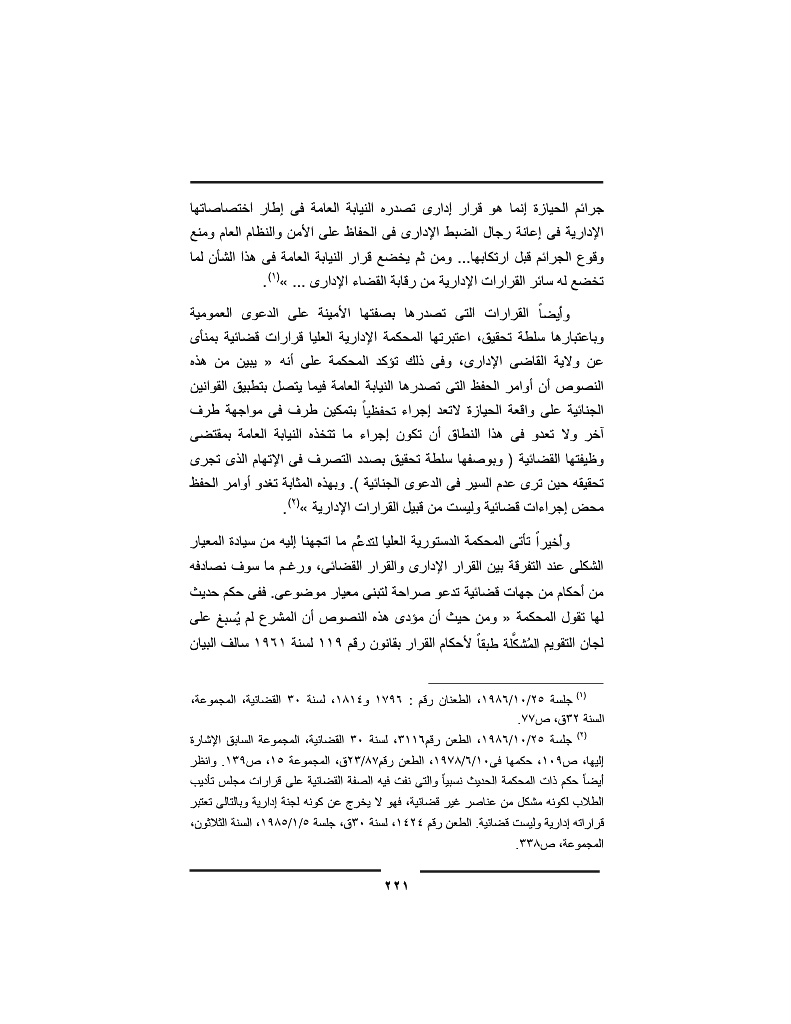 جرائم الحيازة إنما هو قرار إدارى تصدره النيابة العامة فى إطار اختصاصاتها
الإدارية فى إعانة رجال الضبط الإدارى فى الحفاظ على الأمن والنظام العام ومنع
وقوع الجرائم قبل ارتكابها... ومن ثم يخضع قرار النيابة العامة فى هذا الشأن لما
تخضع له سائر القرارات الإدارية من رقابة القضاء الإدارى ... »(١).
وأيضاً القرارات التى تصدرها بصفتها الأمينة على الدعوى العمومية
وباعتبارها سلطة تحقيق، اعتبرتها المحكمة الإدارية العليا قرارات قضائية بمنأى
عن ولاية القاضى الإدارى، وفى ذلك تؤكد المحكمة على أنه « يبين من هذه
النصوص أن أوامر الحفظ التى تصدرها النيابة العامة فيما يتصل بتطبيق القوانين
الجنائية على واقعة الحيازة لاتعد إجراء تحفظياً بتمكين طرف فى مواجهة طرف
آخر ولا تعدو فى هذا النطاق أن تكون إجراء ما تتخذه النيابة العامة بمقتضى
وظيفتها القضائية ( وبوصفها سلطة تحقيق بصدد التصرف فى الإتهام الذى تجرى
تحقيقه حين ترى عدم السير فى الدعوى الجنائية ). وبهذه المثابة تغدو أوامر الحفظ
محض إجراءات قضائية وليست من قبيل القرارات الإدارية »(٢).
وأخيراً تأتى المحكمة الدستورية العليا لتدعُم ما اتجهنا إليه من سيادة المعيار
الشكلى عند التفرقة بين القرار الإدارى والقرار القضائى، ورغم ما سوف نصادفه
من أحكام من جهات قضائية تدعو صراحة لتبنى معيار موضوعى. ففى حكم حديث
لها تقول المحكمة « ومن حيث أن مؤدى هذه النصوص أن المشرع لم يُسبغ على
لجان التقويم المُشكَّلة طبقاً لأحكام القرار بقانون رقم ١١٩ لسنة ١٩٦١ سالف البيان
(١) جلسة ١٩٨٦/١٠/٢٥، الطعنان رقم : ١٧٩٦ و١٨١٤، لسنة ٣٠ القضائية، المجموعة،
السنة ٣٢ق، ص٧٧.
(٢) جلسة ١٩٨٦/١٠/٢٥، الطعن رقم٣١١٦، لسنة ٣٠ القضائية، المجموعة السابق الإشارة
إليها، ص١٠٩، حكمها فى١٩٧٨/٦/١٠، الطعن رقم٢٣/٨٧ق، المجموعة ١٥، ص١٣٩. وانظر
أيضاً حكم ذات المحكمة الحديث نسبياً والتى نفت فيه الصفة القضائية على قرارات مجلس تأديب
الطلاب لكونه مشكل من عناصر غير قضائية، فهو لا يخرج عن كونه لجنة إدارية وبالتالى تعتبر
قراراته إدارية وليست قضائية. الطعن رقم ١٤٢٤، لسنة ٣٠ق، جلسة ١٩٨٥/١/٥، السنة الثلاثون،
المجموعة، ص٣٣٨.
٢٢١